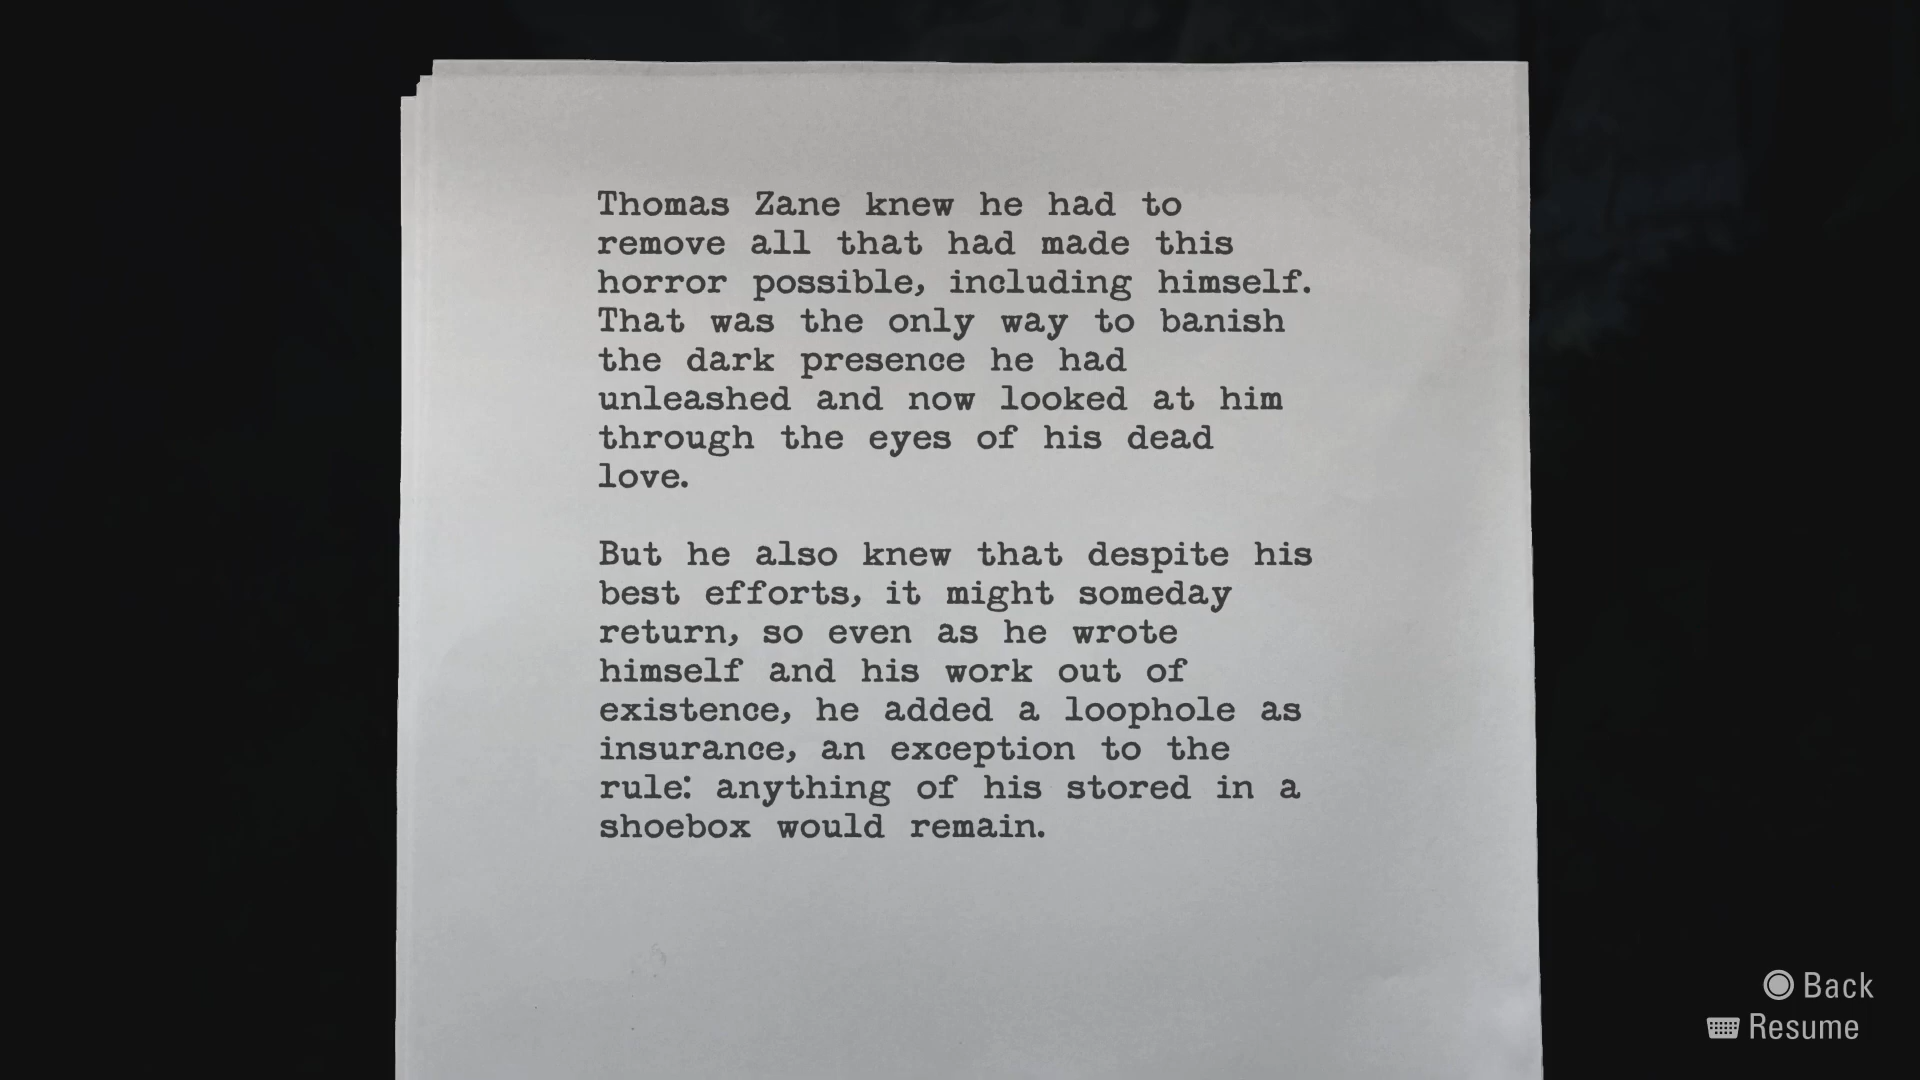 Thomas Zane knew he had to
remove all that had made this
horror possible, including himself.
That was the only way to banish
the dark presence he had
unleashed and now looked at him
through the eyes of his dead
love.
But he also knew that despite his
best efforts, it might someday
return, so even as he wrote
himself and his work out of
existence, he added a loophole as
insurance, an exception to the
rule: anything of his stored in a
shoebox would remain.
Back
Resume